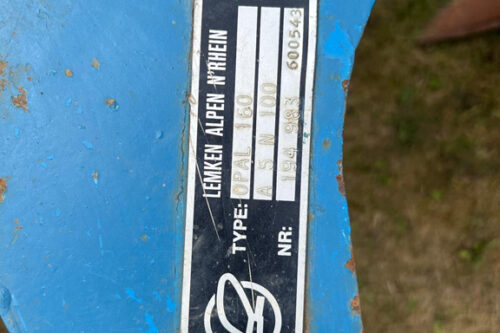 LEMKEN ALPEN N'RHEIN
TYPE: OPAL 160
A 5 N 100
NR: 194 983 600543